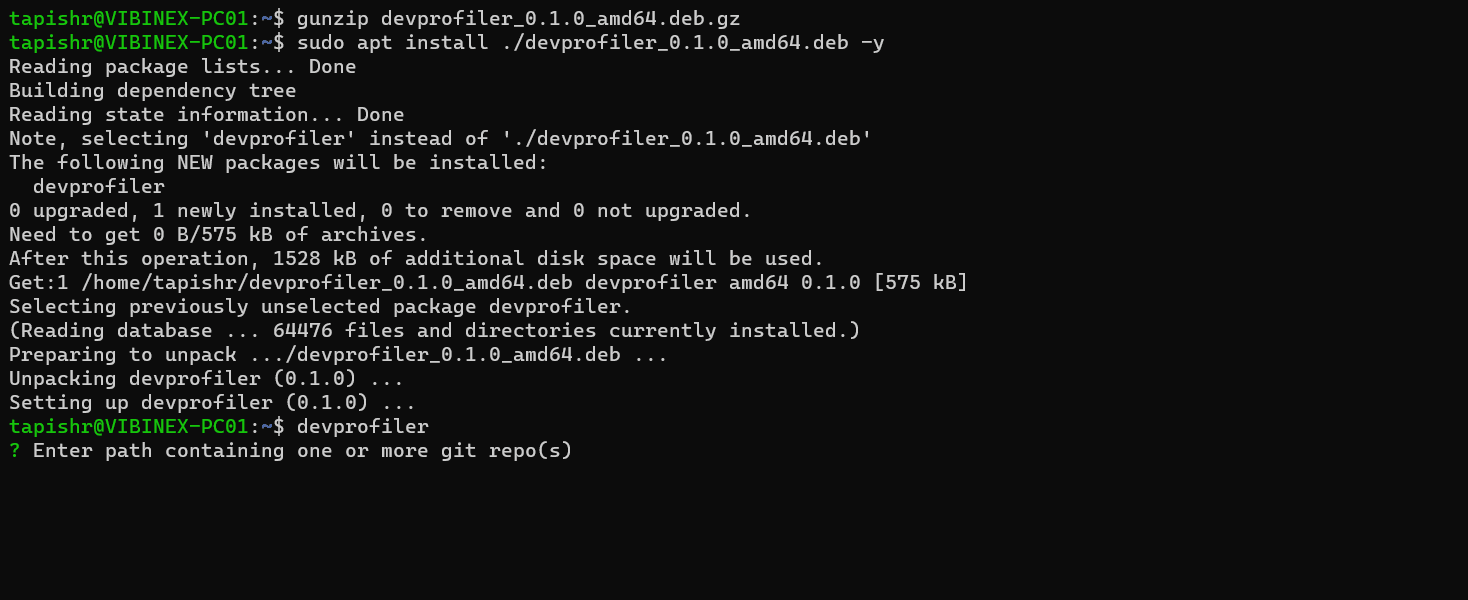 tapishr@VIBINEX-PC01:~$ gunzip devprofiler_0.1.0_amd64.deb.gz
tapishr@VIBINEX-PC01:~$ sudo apt install ./devprofiler_0.1.0_amd64.deb -y
Reading package lists... Done
Building dependency tree
Reading state information... Done
Note, selecting 'devprofiler' instead of './devprofiler_0.1.0_amd64.deb'
The following NEW packages will be installed:
  devprofiler
0 upgraded, 1 newly installed, 0 to remove and 0 not upgraded.
Need to get 0 B/575 kB of archives.
After this operation, 1528 kB of additional disk space will be used.
Get:1 /home/tapishr/devprofiler_0.1.0_amd64.deb devprofiler amd64 0.1.0 [575 kB]
Selecting previously unselected package devprofiler.
(Reading database ... 64476 files and directories currently installed.)
Preparing to unpack .../devprofiler_0.1.0_amd64.deb ...
Unpacking devprofiler (0.1.0) ...
Setting up devprofiler (0.1.0) ...
tapishr@VIBINEX-PC01:~$ devprofiler
? Enter path containing one or more git repo(s)